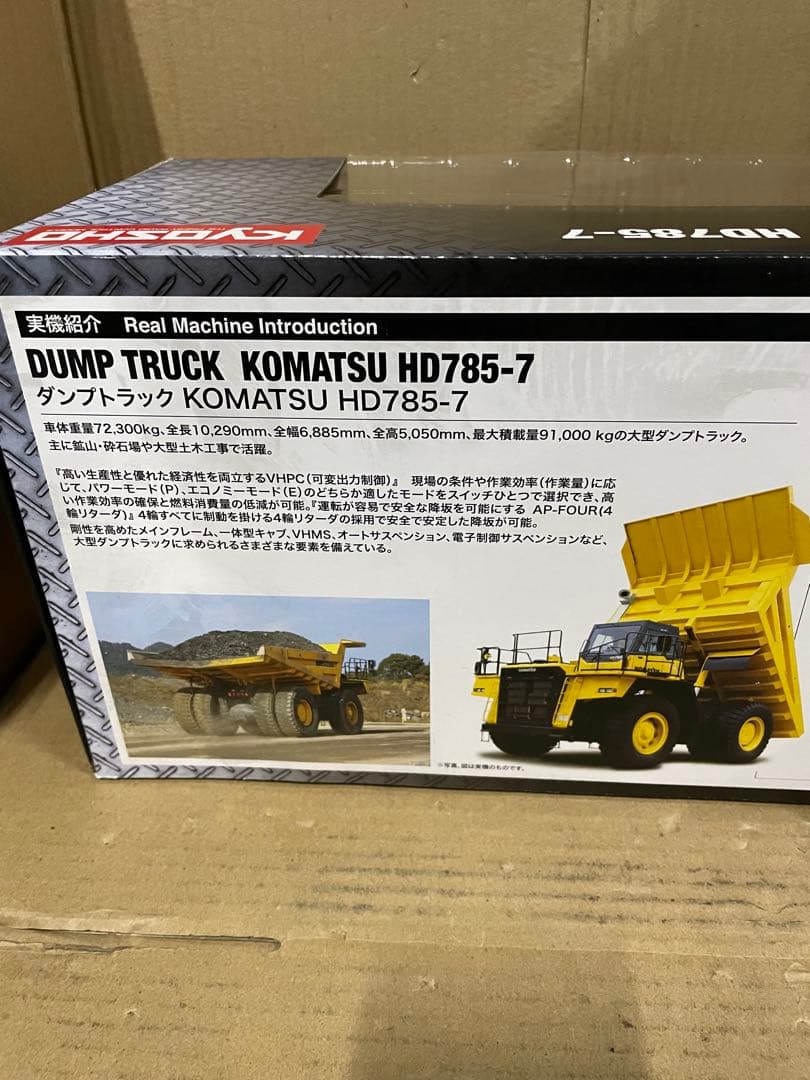 KYOSHO
HD785-7
実機紹介 Real Machine Introduction
DUMP TRUCK KOMATSU HD785-7
ダンプトラック KOMATSU HD785-7
車体重量72,300kg、全長10,290mm、全幅6,885mm、全高5,050mm、最大積載量91,000 kgの大型ダンプトラック。
主に鉱山・砕石場や大型土木工事で活躍。
『高い生産性と優れた経済性を両立するVHPC(可変出力制御)』 現場の条件や作業効率(作業量)に応
じて、パワーモード(P)、エコノミーモード(E)のどちらか適したモードをスイッチひとつで選択でき、高
い作業効率の確保と燃料消費量の低減が可能。『運転が容易で安全な降坂を可能にする AP-FOUR(4
輪リターダ)』4輪すべてに制動を掛ける4輪リターダの採用で安全で安定した降坂が可能。
剛性を高めたメインフレーム、一体型キャブ、VHMS、オートサスペンション、電子制御サスペンションなど、
大型ダンプトラックに求められるさまざまな要素を備えている。
KOMATSU
※写真、図は実機のものです。